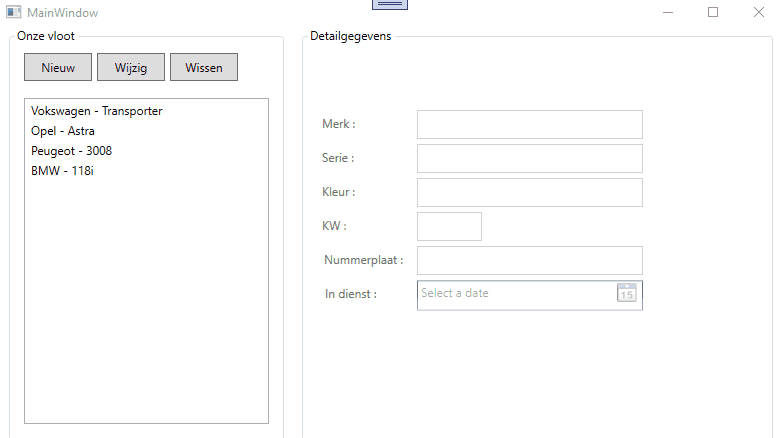 MainWindow
Onze vloot
Nieuw Wijzig Wissen
Vokswagen - Transporter
Opel - Astra
Peugeot - 3008
BMW - 118i
Detailgegevens
Merk :
Serie :
Kleur :
KW :
Nummerplaat :
In dienst : Select a date 15